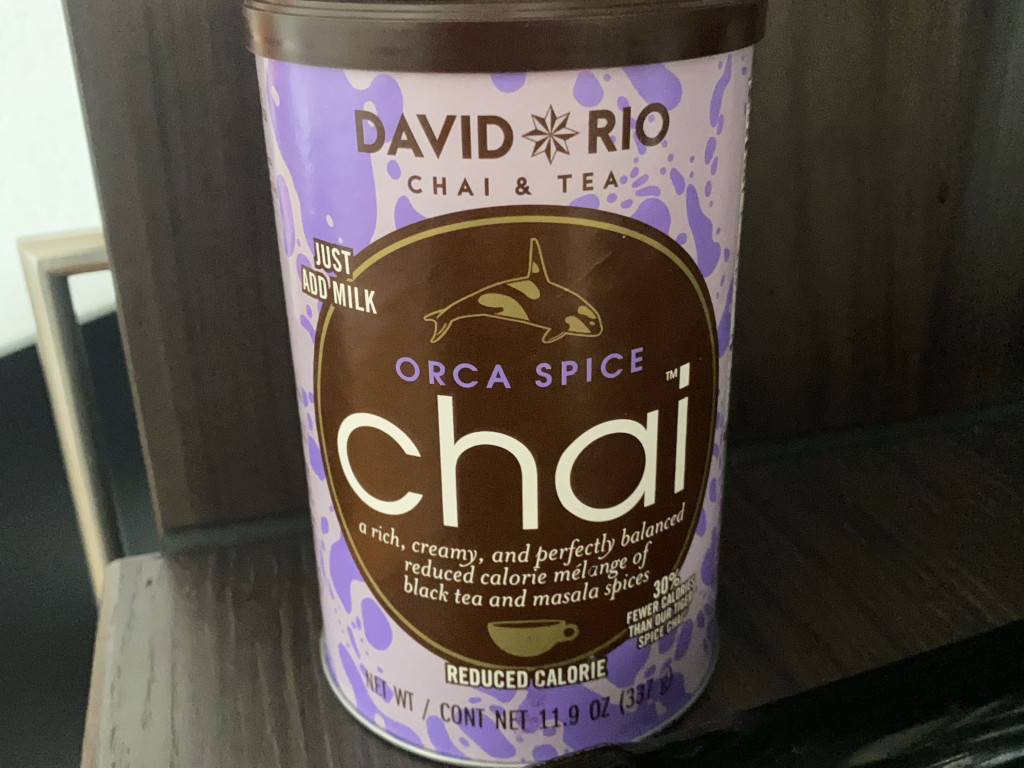 DAVID RIO
CHAI & TEA
JUST
ADD MILK
ORCA SPICE
chai™
a rich, creamy, and perfectly balanced
reduced calorie mélange of
black tea and masala spices
30%
FEWER CALORIES
THAN OUR TIGER
SPICE CHAI
REDUCED CALORIE
NET WT / CONT NET 11.9 OZ (337 g)